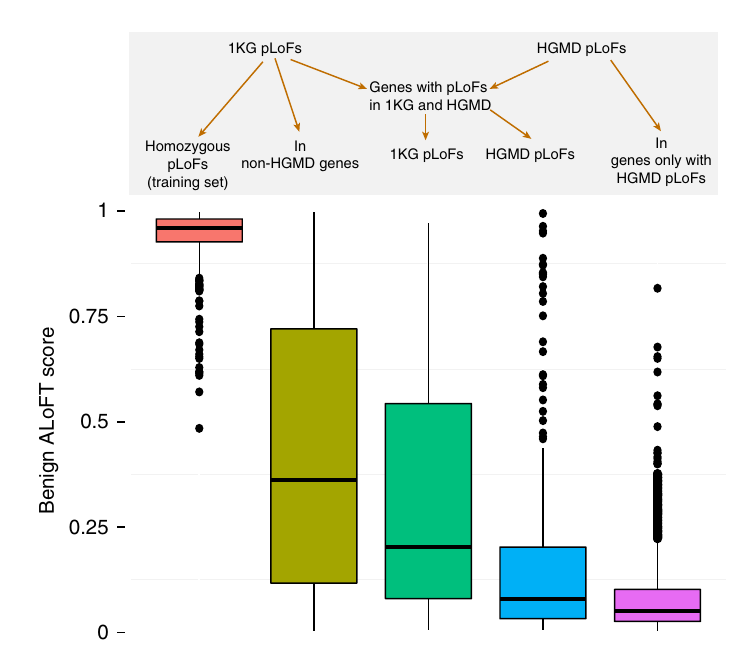 1KG pLoFs
HGMD pLoFs
Genes with pLoFs
in 1KG and HGMD
Homozygous
pLoFs
(training set)
In
non-HGMD genes
1KG pLoFs
HGMD pLoFs
In
genes only with
HGMD pLoFs
Benign ALoFT score
1
0.75
0.5
0.25
0